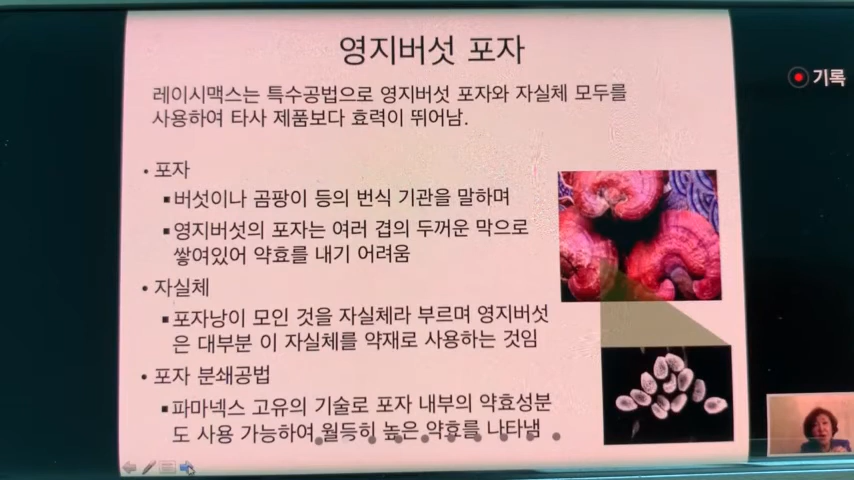 영지버섯 포자
기록
레이시맥스는 특수공법으로 영지버섯 포자와 자실체 모두를
사용하여 타사 제품보다 효력이 뛰어남.
• 포자
▪버섯이나 곰팡이 등의 번식 기관을 말하며
▪영지버섯의 포자는 여러 겹의 두꺼운 막으로
쌓여있어 약효를 내기 어려움
• 자실체
▪포자낭이 모인 것을 자실체라 부르며 영지버섯
은 대부분 이 자실체를 약재로 사용하는 것임
• 포자 분쇄공법
▪파마넥스 고유의 기술로 포자 내부의 약효성분
도 사용 가능하여 월등히 높은 약효를 나타냄